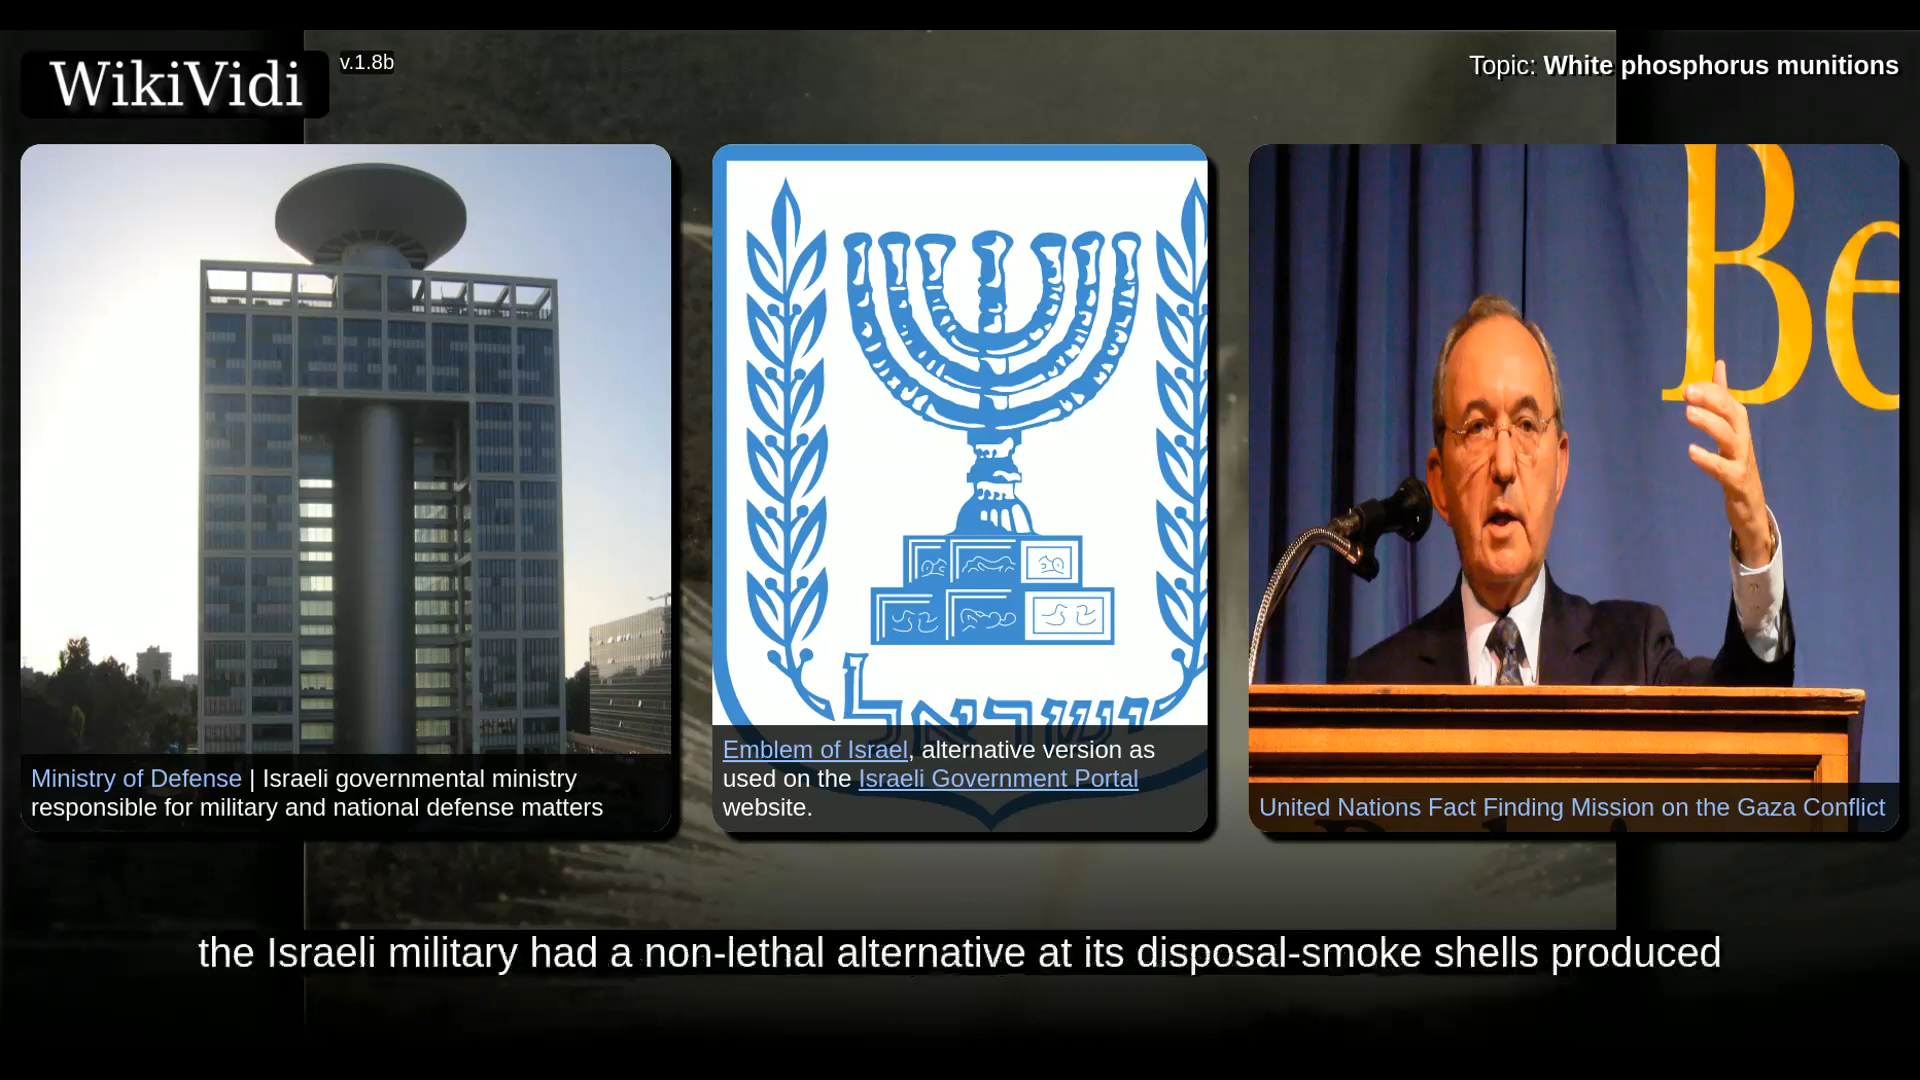 WikiVidi
v.1.8b
Topic: White phosphorus munitions
Be
ישראל
Ministry of Defense | Israeli governmental ministry
responsible for military and national defense matters
Emblem of Israel, alternative version as
used on the Israeli Government Portal
website.
United Nations Fact Finding Mission on the Gaza Conflict
the Israeli military had a non-lethal alternative at its disposal-smoke shells produced